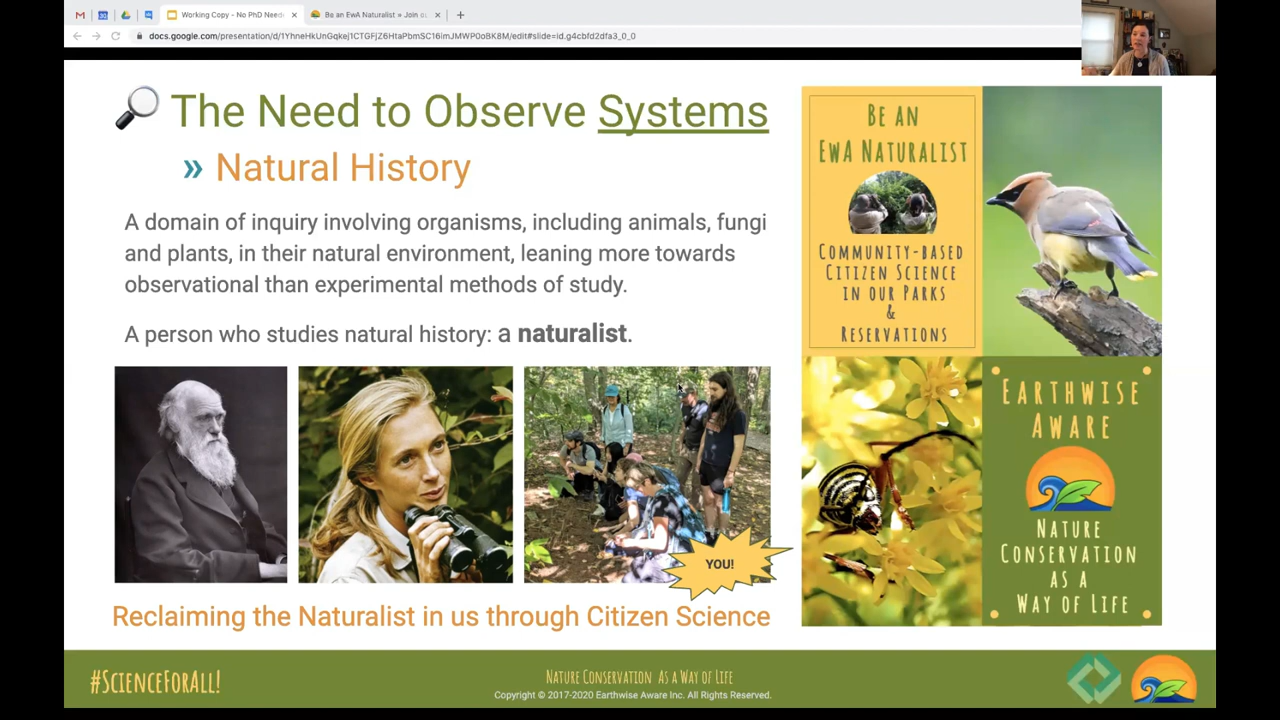 Working Copy - No PhD Need
Be an EwA Naturalist » Join ou
docs.google.com/presentation/d/1YhneHkUnGqkej1CTGFjZ6HtaPbmSC16imJMWP0oBK8M/edit#slide=id.g4cbfd2dfa3_0_0
The Need to Observe Systems
» Natural History
A domain of inquiry involving organisms, including animals, fungi
and plants, in their natural environment, leaning more towards
observational than experimental methods of study.
A person who studies natural history: a naturalist.
YOU!
Reclaiming the Naturalist in us through Citizen Science
BE AN
EWA NATURALIST
COMMUNITY-BASED
CITIZEN SCIENCE
IN OUR PARKS
&
RESERVATIONS
EARTHWISE
AWARE
NATURE
CONSERVATION
AS A
WAY OF LIFE
#SCIENCEFORALL!
NATURE CONSERVATION AS A WAY OF LIFE
Copyright © 2017-2020 Earthwise Aware Inc. All Rights Reserved.